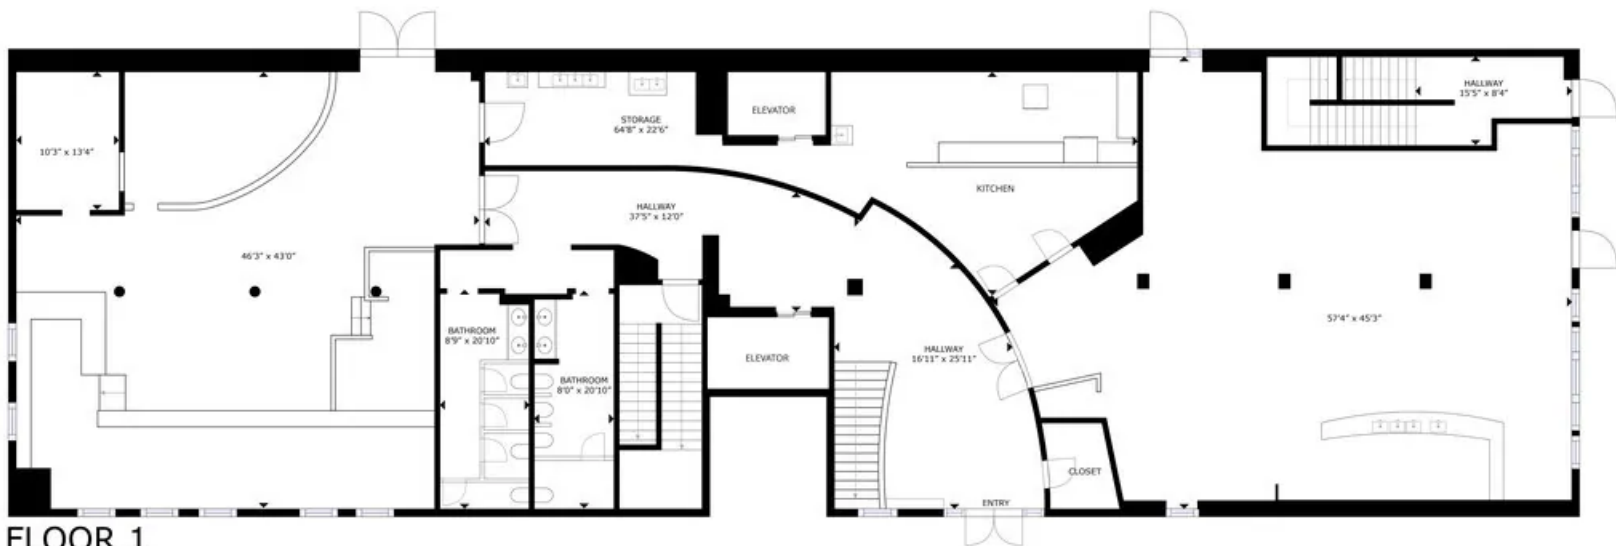 10'3" x 13'4"
46'3" x 43'0"
STORAGE
64'8" x 22'6"
ELEVATOR
KITCHEN
HALLWAY
15'5" x 8'4"
HALLWAY
37'5" x 12'0"
BATHROOM
8'9" x 20'10"
BATHROOM
8'0" x 20'10"
ELEVATOR
HALLWAY
16'11" x 25'11"
57'4" x 45'3"
CLOSET
ENTRY
FLOOR 1